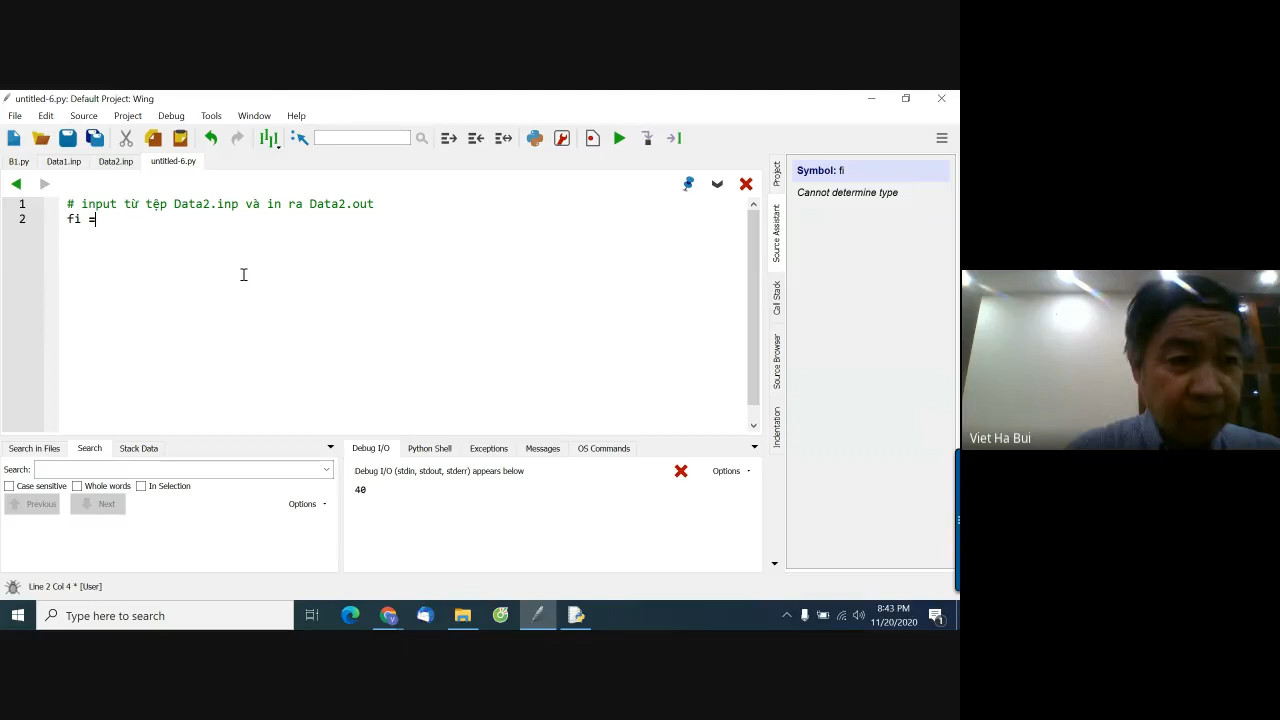 untitled-6.py: Default Project: Wing
File Edit Source Project Debug Tools Window Help
B1.py Data1.inp Data2.inp untitled-6.py
1 # input từ tệp Data2.inp và in ra Data2.out
2 fi =
Project
Source Assistant
Call Stack
Source Browser
Indentation
Symbol: fi
Cannot determine type
Viet Ha Bui
Search in Files Search Stack Data
Search:
Case sensitive Whole words In Selection
Previous Next Options
Debug I/O Python Shell Exceptions Messages OS Commands
Debug I/O (stdin, stdout, stderr) appears below Options
40
Line 2 Col 4 * [User]
Type here to search
8:43 PM
11/20/2020
1